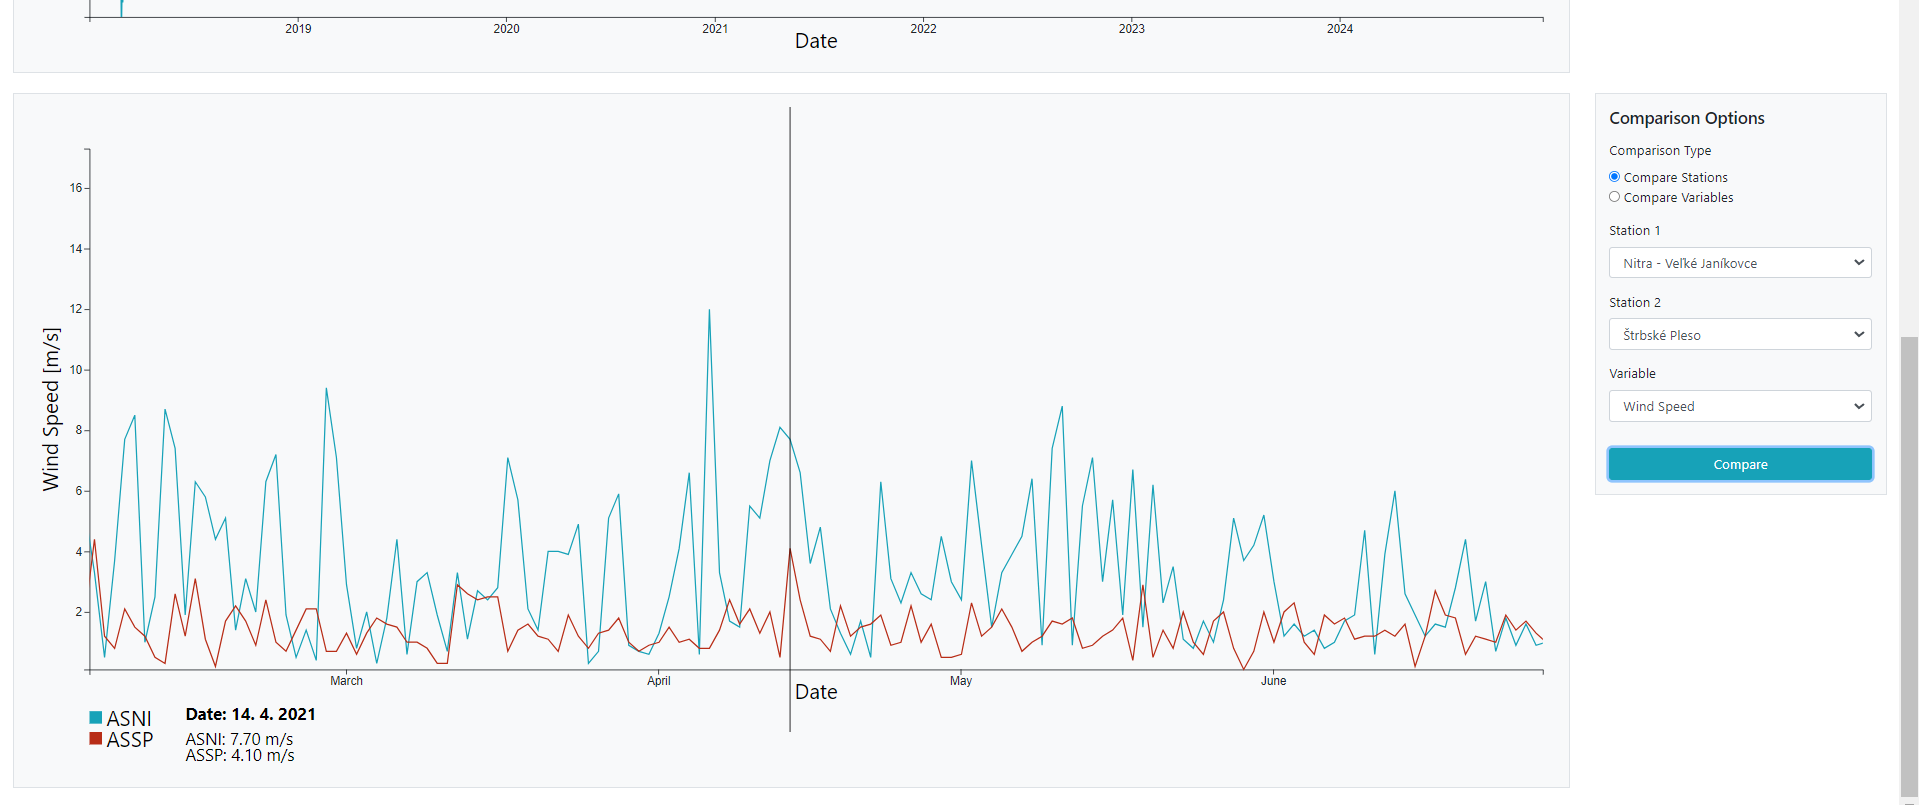 2019 2020 2021 2022 2023 2024
Date
16
14
12
10
8
6
4
2
Wind Speed [m/s]
March April May June
Date
ASNI
ASSP
Date: 14. 4. 2021
ASNI: 7.70 m/s
ASSP: 4.10 m/s
Comparison Options
Comparison Type
Compare Stations
Compare Variables
Station 1
Nitra - Veľké Janíkovce
Station 2
Štrbské Pleso
Variable
Wind Speed
Compare